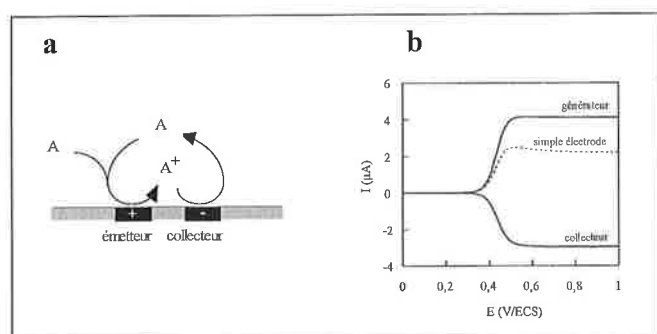 a
A
A
A+
+
-
émetteur
collecteur
b
I (µA)
6
4
2
0
-2
-4
générateur
simple électrode
collecteur
0
0,2
0,4
0,6
0,8
1
E (V/ECS)